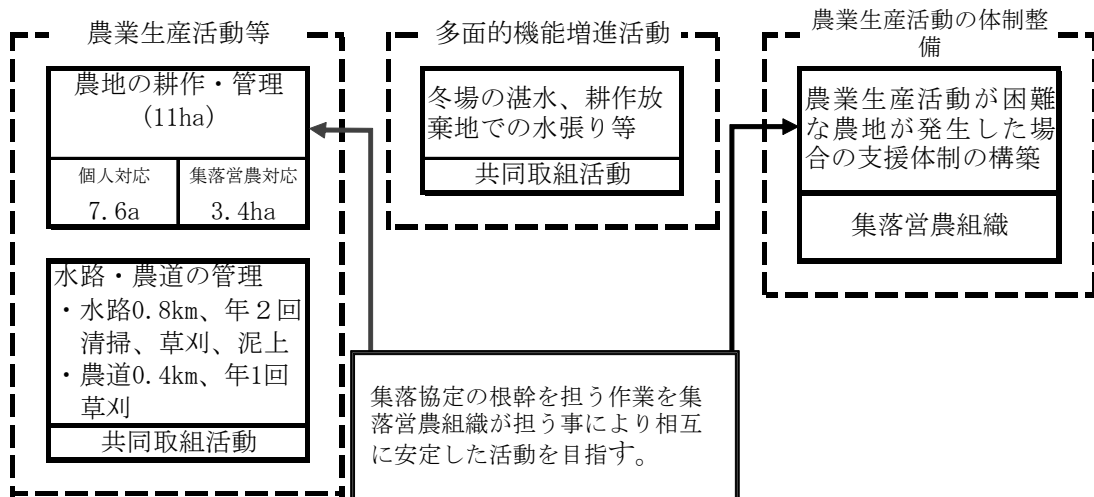 農業生産活動等
農地の耕作・管理
(11ha)
個人対応
7.6a
集落営農対応
3.4ha
水路・農道の管理
・水路0.8km、年２回
清掃、草刈、泥上
・農道0.4km、年1回
草刈
共同取組活動
多面的機能増進活動
冬場の湛水、耕作放
棄地での水張り等
共同取組活動
農業生産活動の体制整
備
農業生産活動が困難
な農地が発生した場
合の支援体制の構築
集落営農組織
集落協定の根幹を担う作業を集
落営農組織が担う事により相互
に安定した活動を目指す。